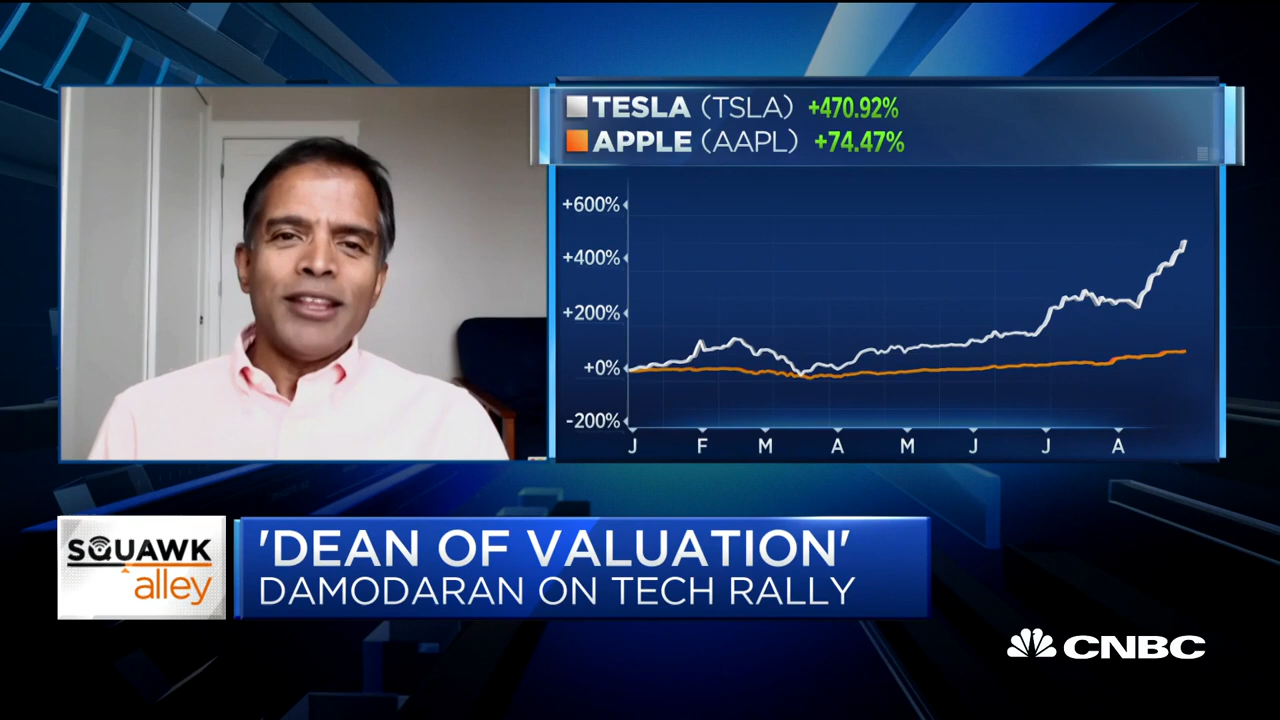 TESLA (TSLA) +470.92%
APPLE (AAPL) +74.47%
+600%
+400%
+200%
+0%
-200%
J F M A M J J A
SQUAWK
alley
'DEAN OF VALUATION'
DAMODARAN ON TECH RALLY
CNBC